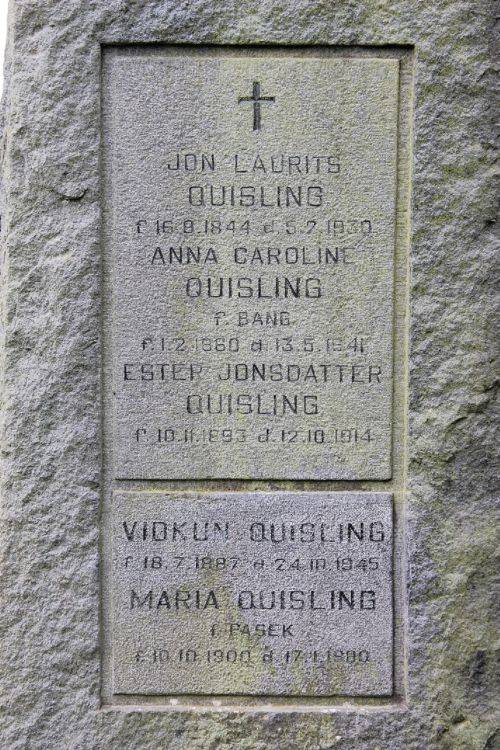 JON LAURITS
QUISLING
f. 16.9.1844 d. 5.7.1930
ANNA CAROLINE
QUISLING
f. BANG
f. 1.2.1860 d. 13.5.1941
ESTER JONSDATTER
QUISLING
f. 10.11.1893 d. 12.10.1914
VIDKUN QUISLING
f. 18.7.1887 d. 24.10.1945
MARIA QUISLING
f. PASEK
f. 10.10.1900 d. 17.1.1980